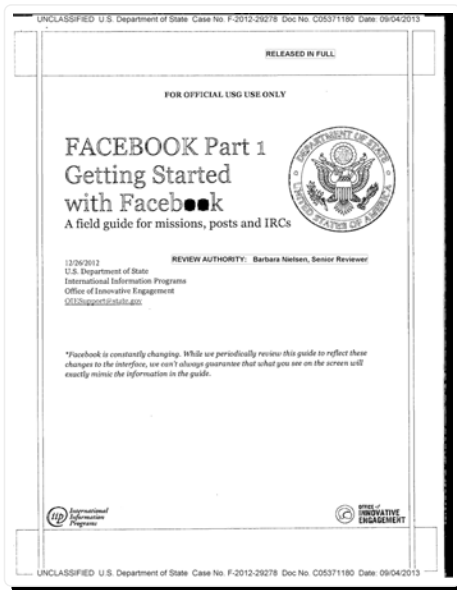 UNCLASSIFIED U.S. Department of State Case No. F-2012-29278 Doc No. C05371180 Date: 09/04/2013
RELEASED IN FULL
FOR OFFICIAL USG USE ONLY
FACEBOOK Part 1
Getting Started
with Facebook
A field guide for missions, posts and IRCs
DEPARTMENT OF STATE
UNITED STATES OF AMERICA
12/26/2012
REVIEW AUTHORITY: Barbara Nielsen, Senior Reviewer
U.S. Department of State
International Information Programs
Office of Innovative Engagement
OIESupport@state.gov
*Facebook is constantly changing. While we periodically review this guide to reflect these
changes to the interface, we can't always guarantee that what you see on the screen will
exactly mimic the information in the guide.
iip International
Information
Programs
OFFICE of
INNOVATIVE
ENGAGEMENT
UNCLASSIFIED U.S. Department of State Case No. F-2012-29278 Doc No. C05371180 Date: 09/04/2013